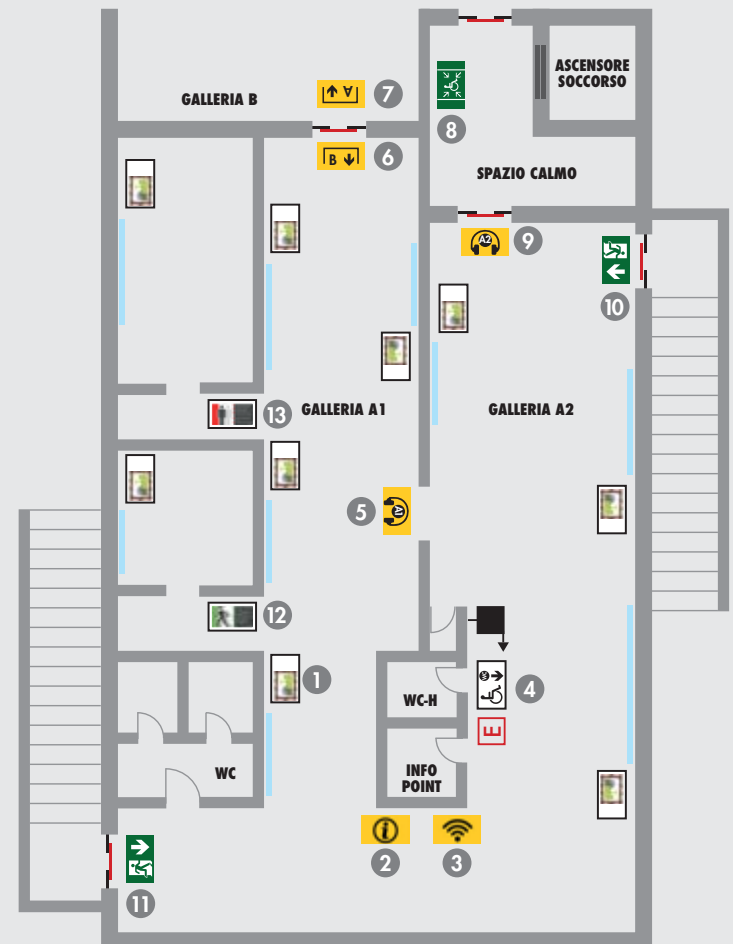 GALLERIA B
A
7
B
6
8
ASCENSORE
SOCCORSO
SPAZIO CALMO
A2
9
10
13
GALLERIA A1
GALLERIA A2
5
12
1
WC-H
4
E
WC
INFO
POINT
i
2
3
11